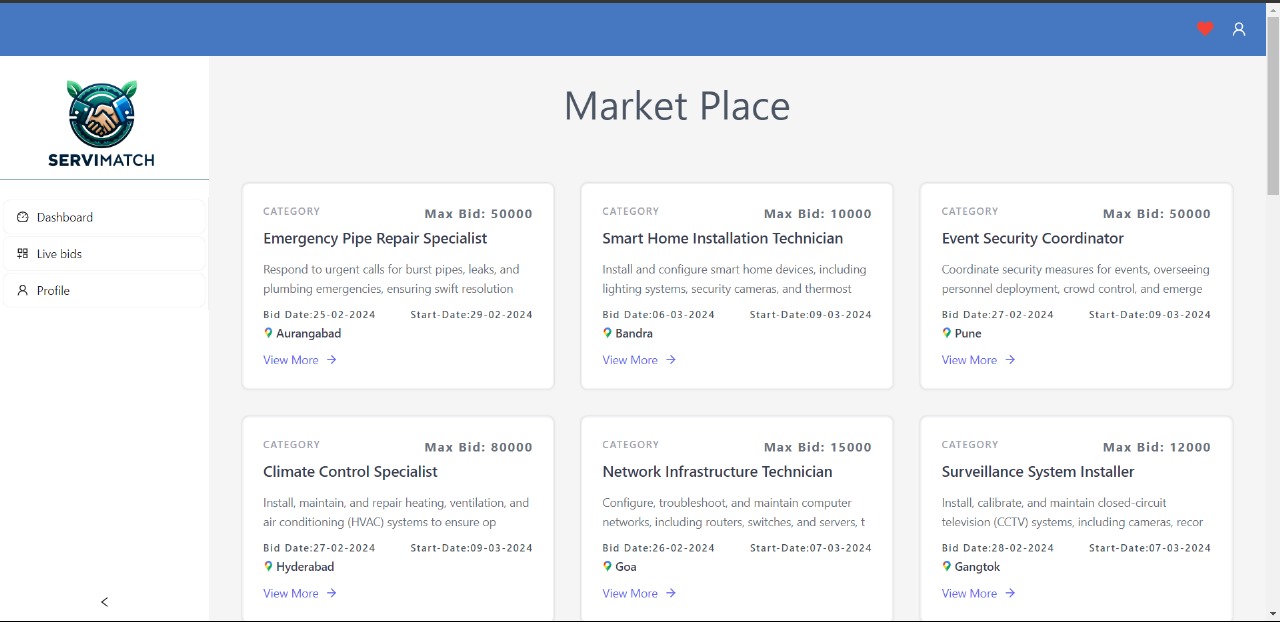 SERVIMATCH
Dashboard
Live bids
Profile
Market Place
CATEGORY
Max Bid: 50000
Emergency Pipe Repair Specialist
Respond to urgent calls for burst pipes, leaks, and
plumbing emergencies, ensuring swift resolution
Bid Date:25-02-2024
Start-Date:29-02-2024
Aurangabad
View More
CATEGORY
Max Bid: 10000
Smart Home Installation Technician
Install and configure smart home devices, including
lighting systems, security cameras, and thermost
Bid Date:06-03-2024
Start-Date:09-03-2024
Bandra
View More
CATEGORY
Max Bid: 50000
Event Security Coordinator
Coordinate security measures for events, overseeing
personnel deployment, crowd control, and emerge
Bid Date:27-02-2024
Start-Date:09-03-2024
Pune
View More
CATEGORY
Max Bid: 80000
Climate Control Specialist
Install, maintain, and repair heating, ventilation, and
air conditioning (HVAC) systems to ensure op
Bid Date:27-02-2024
Start-Date:09-03-2024
Hyderabad
View More
CATEGORY
Max Bid: 15000
Network Infrastructure Technician
Configure, troubleshoot, and maintain computer
networks, including routers, switches, and servers, t
Bid Date:26-02-2024
Start-Date:07-03-2024
Goa
View More
CATEGORY
Max Bid: 12000
Surveillance System Installer
Install, calibrate, and maintain closed-circuit
television (CCTV) systems, including cameras, recor
Bid Date:28-02-2024
Start-Date:07-03-2024
Gangtok
View More